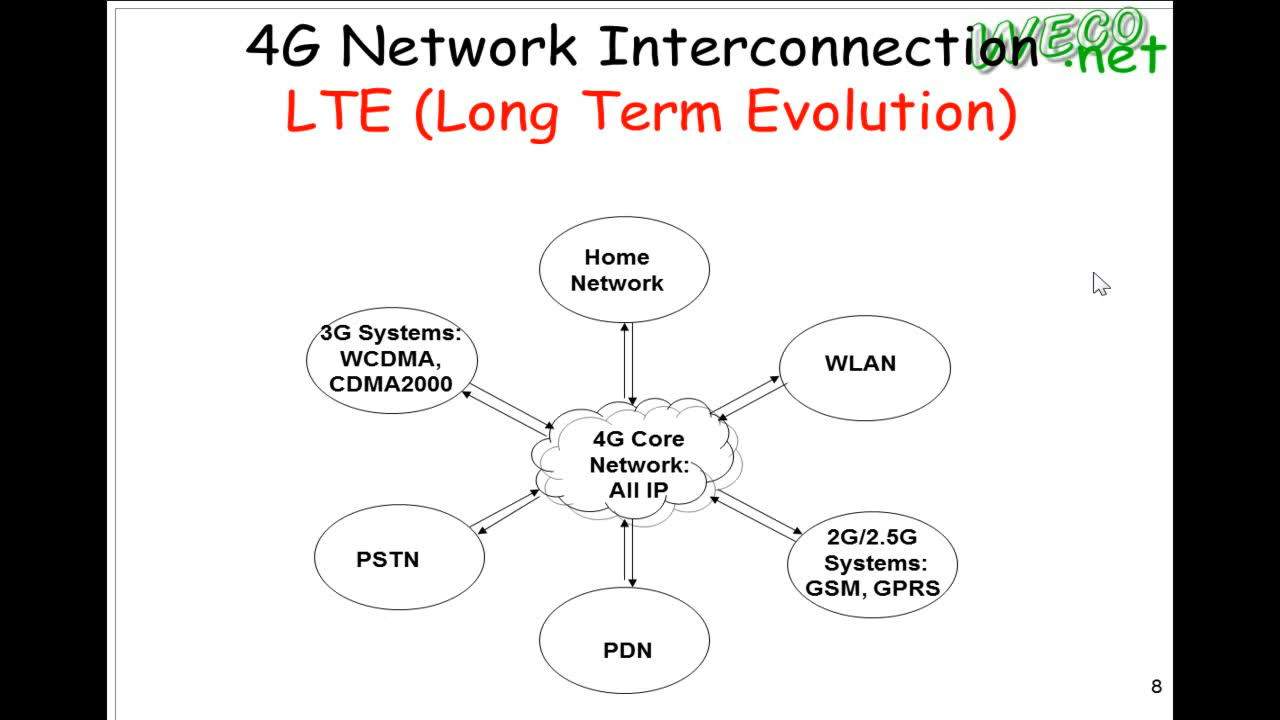 4G Network Interconnection
WECO
.net
LTE (Long Term Evolution)
Home
Network
3G Systems:
WCDMA,
CDMA2000
WLAN
4G Core
Network:
All IP
PSTN
2G/2.5G
Systems:
GSM, GPRS
PDN
8